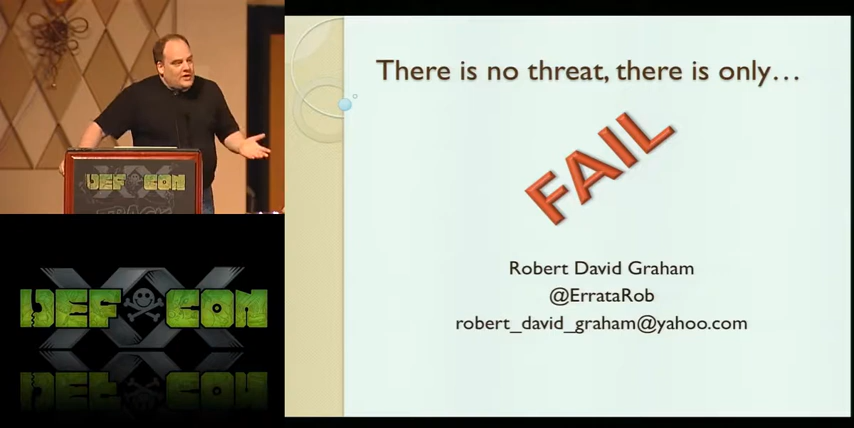 DEF CON
There is no threat, there is only…
FAIL
Robert David Graham
@ErrataRob
robert_david_graham@yahoo.com
XX
DEF CON